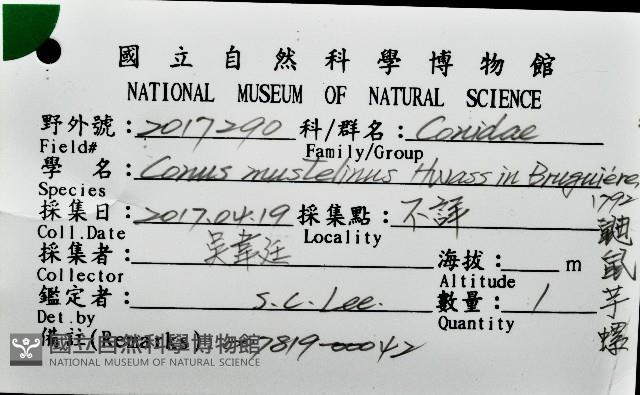 國立自然科學博物館
NATIONAL MUSEUM OF NATURAL SCIENCE
野外號：2017290 科/群名：Conidae
Field# Family/Group
學名：Conus mustelinus Hwass in Bruguière, 1792
Species
鼬鼠芋螺
採集日：2017.04.19 採集點：不詳
Coll.Date Locality
採集者：吳韋廷 海拔：m
Collector Altitude
鑑定者：S.C. Lee. 數量：1
Det.by Quantity
備註(Remarks) 7819-00042
國立自然科學博物館
NATIONAL MUSEUM OF NATURAL SCIENCE